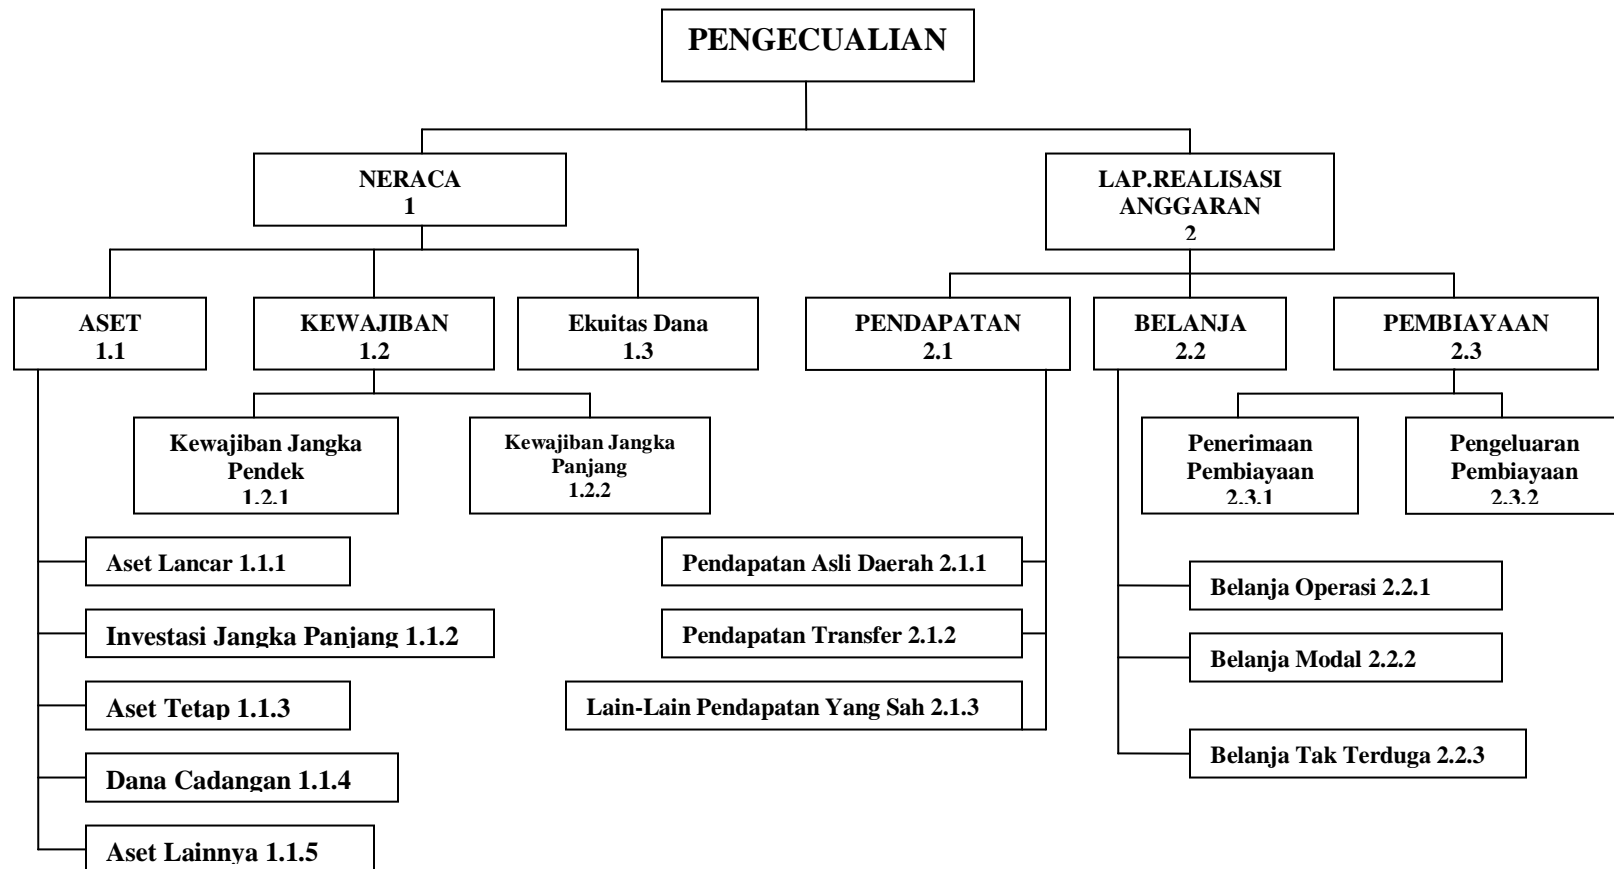 PENGECUALIAN
NERACA
1
LAP.REALISASI
ANGGARAN
2
ASET
1.1
KEWAJIBAN
1.2
Ekuitas Dana
1.3
PENDAPATAN
2.1
BELANJA
2.2
PEMBIAYAAN
2.3
Kewajiban Jangka
Pendek
1.2.1
Kewajiban Jangka
Panjang
1.2.2
Penerimaan
Pembiayaan
2.3.1
Pengeluaran
Pembiayaan
2.3.2
Aset Lancar 1.1.1
Investasi Jangka Panjang 1.1.2
Aset Tetap 1.1.3
Dana Cadangan 1.1.4
Aset Lainnya 1.1.5
Pendapatan Asli Daerah 2.1.1
Pendapatan Transfer 2.1.2
Lain-Lain Pendapatan Yang Sah 2.1.3
Belanja Operasi 2.2.1
Belanja Modal 2.2.2
Belanja Tak Terduga 2.2.3